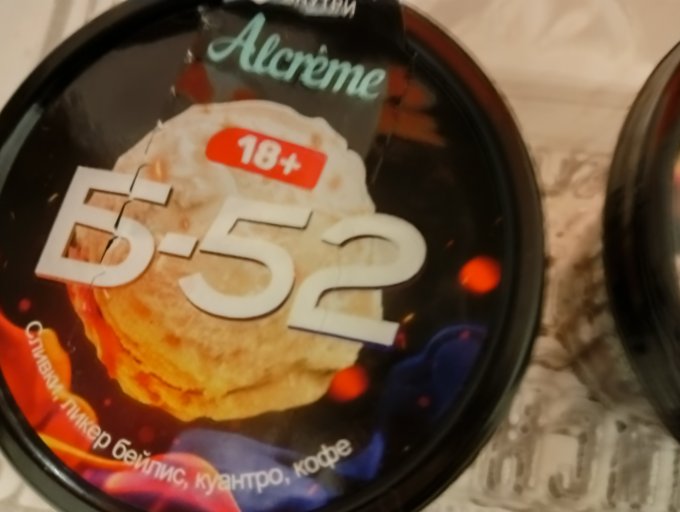 Alcrème
18+
Б-52
Сливки, ликер бейлис, куантро, кофе